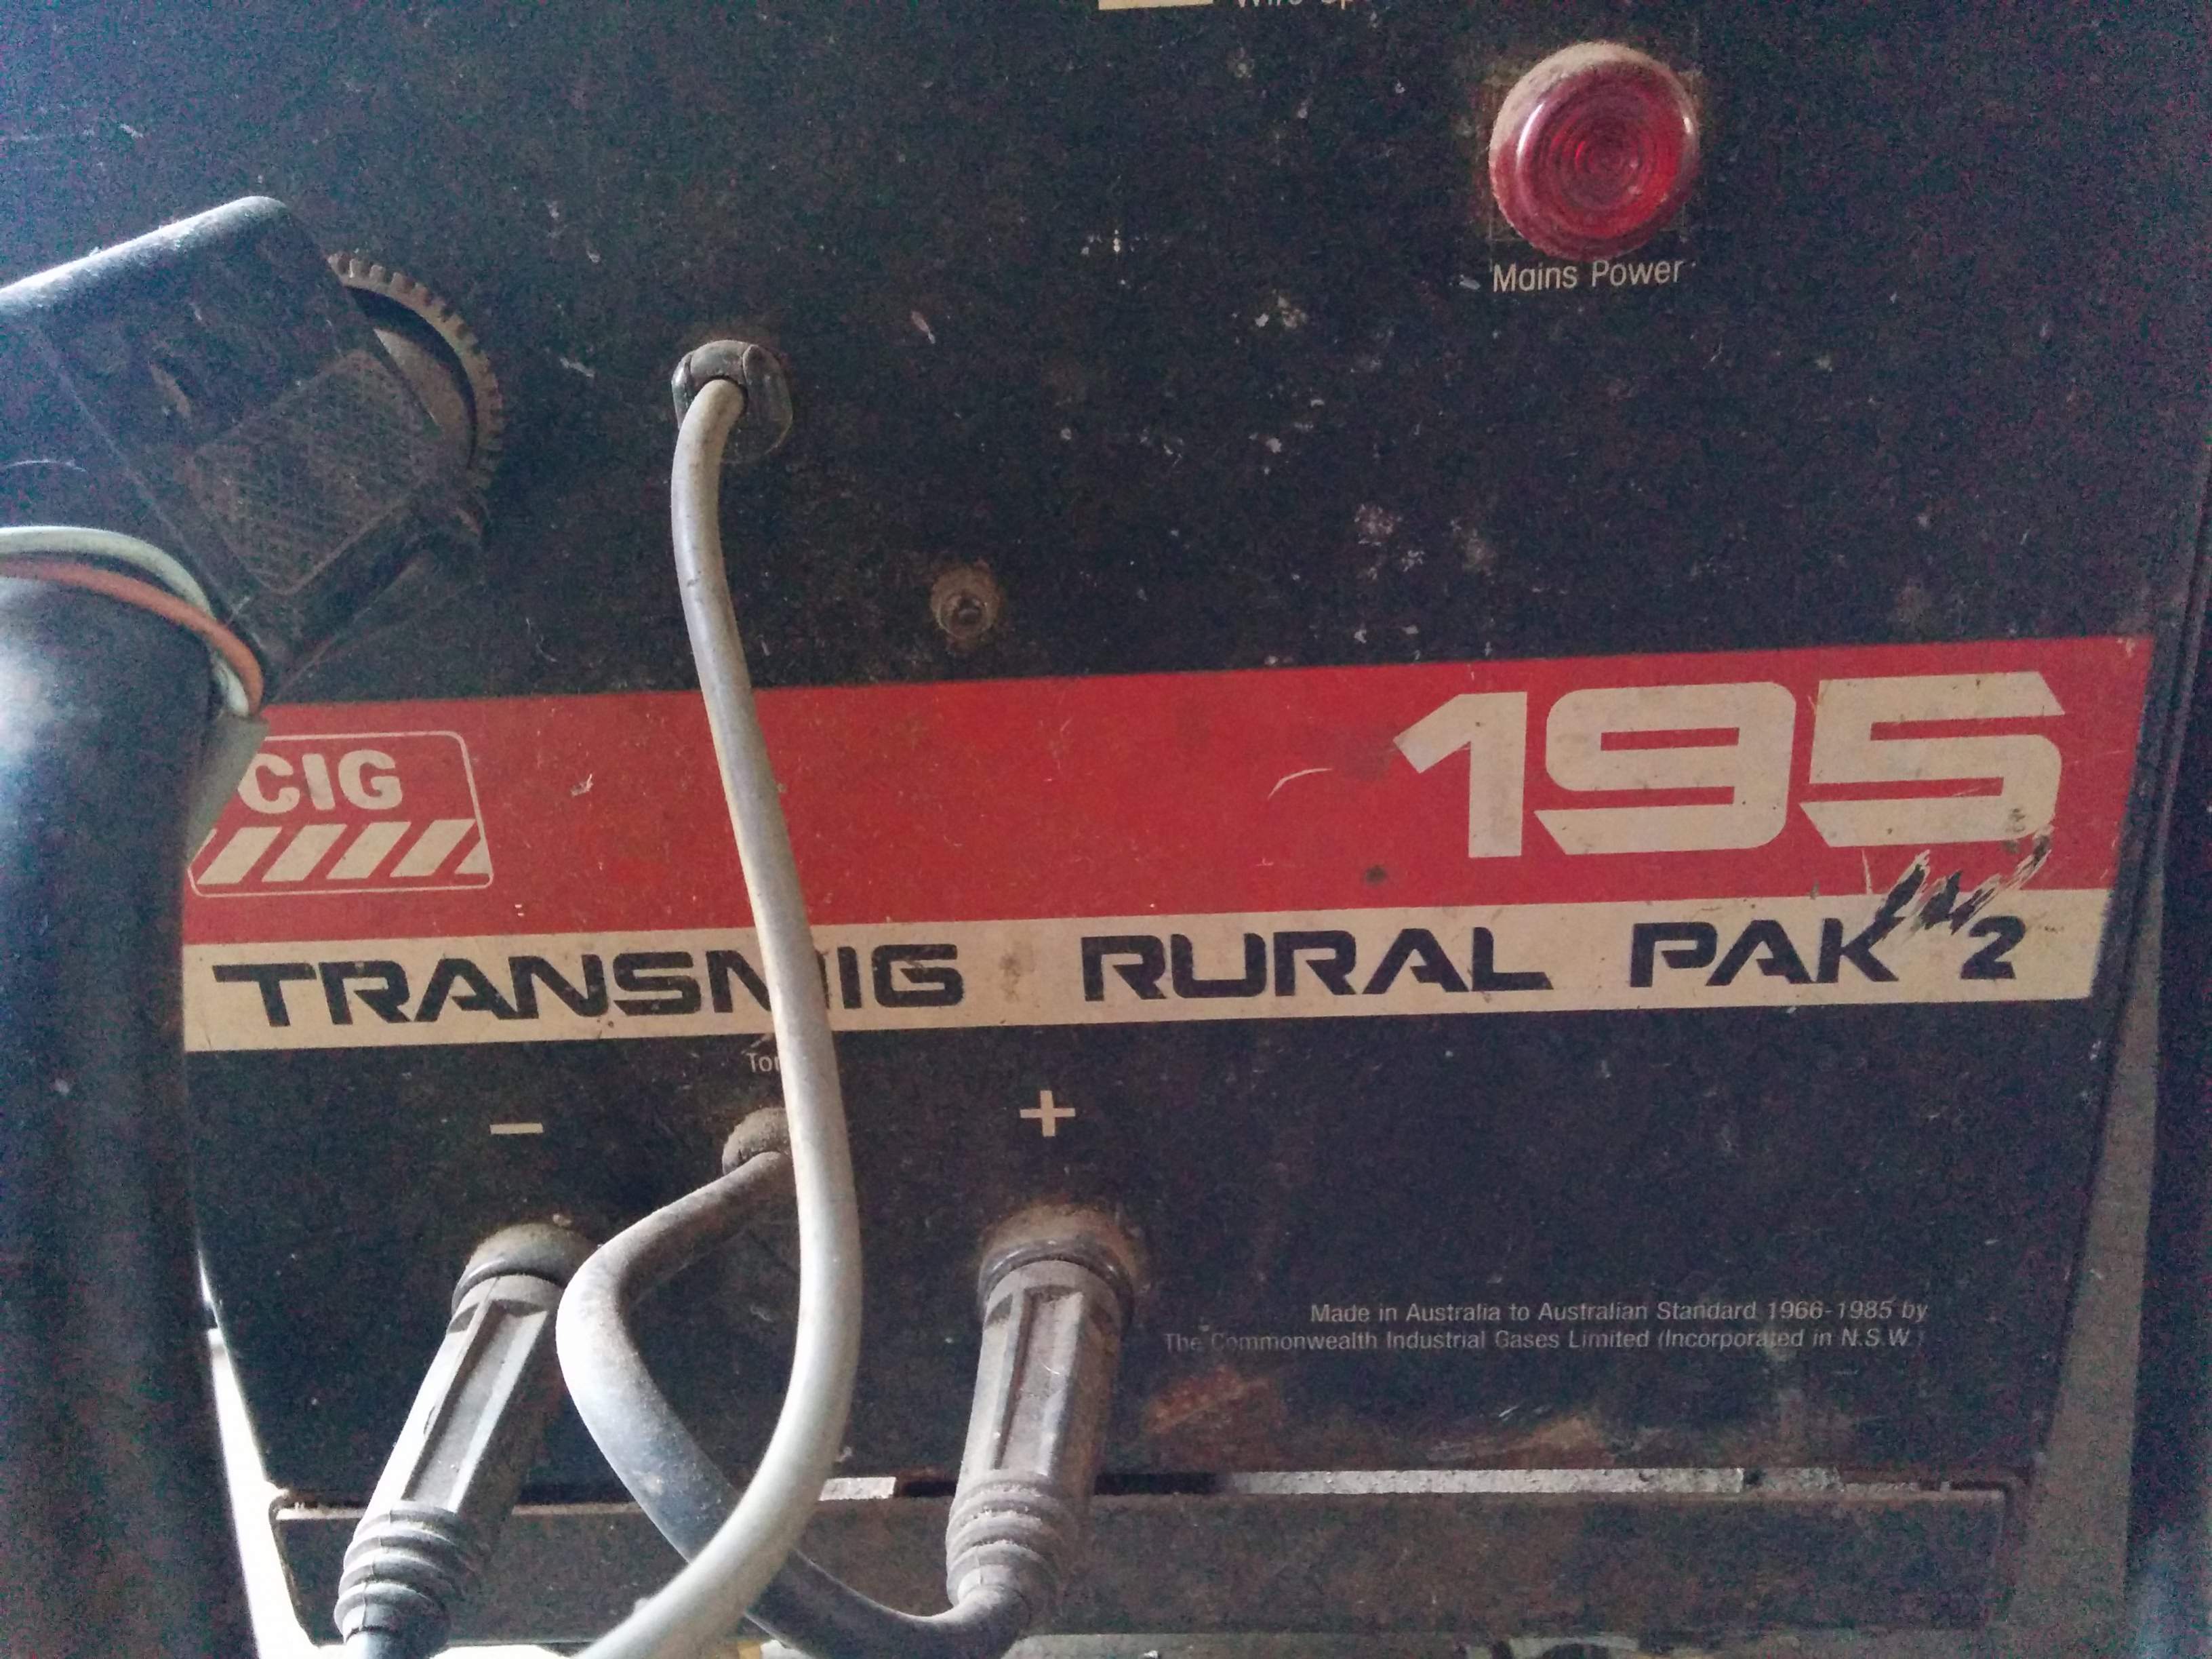 Mains Power
195
CIG
TRANSMIG RURAL PAK 2
-
+
Made in Australia to Australian Standard 1966-1985 by
The Commonwealth Industrial Gases Limited (Incorporated in N.S.W.)